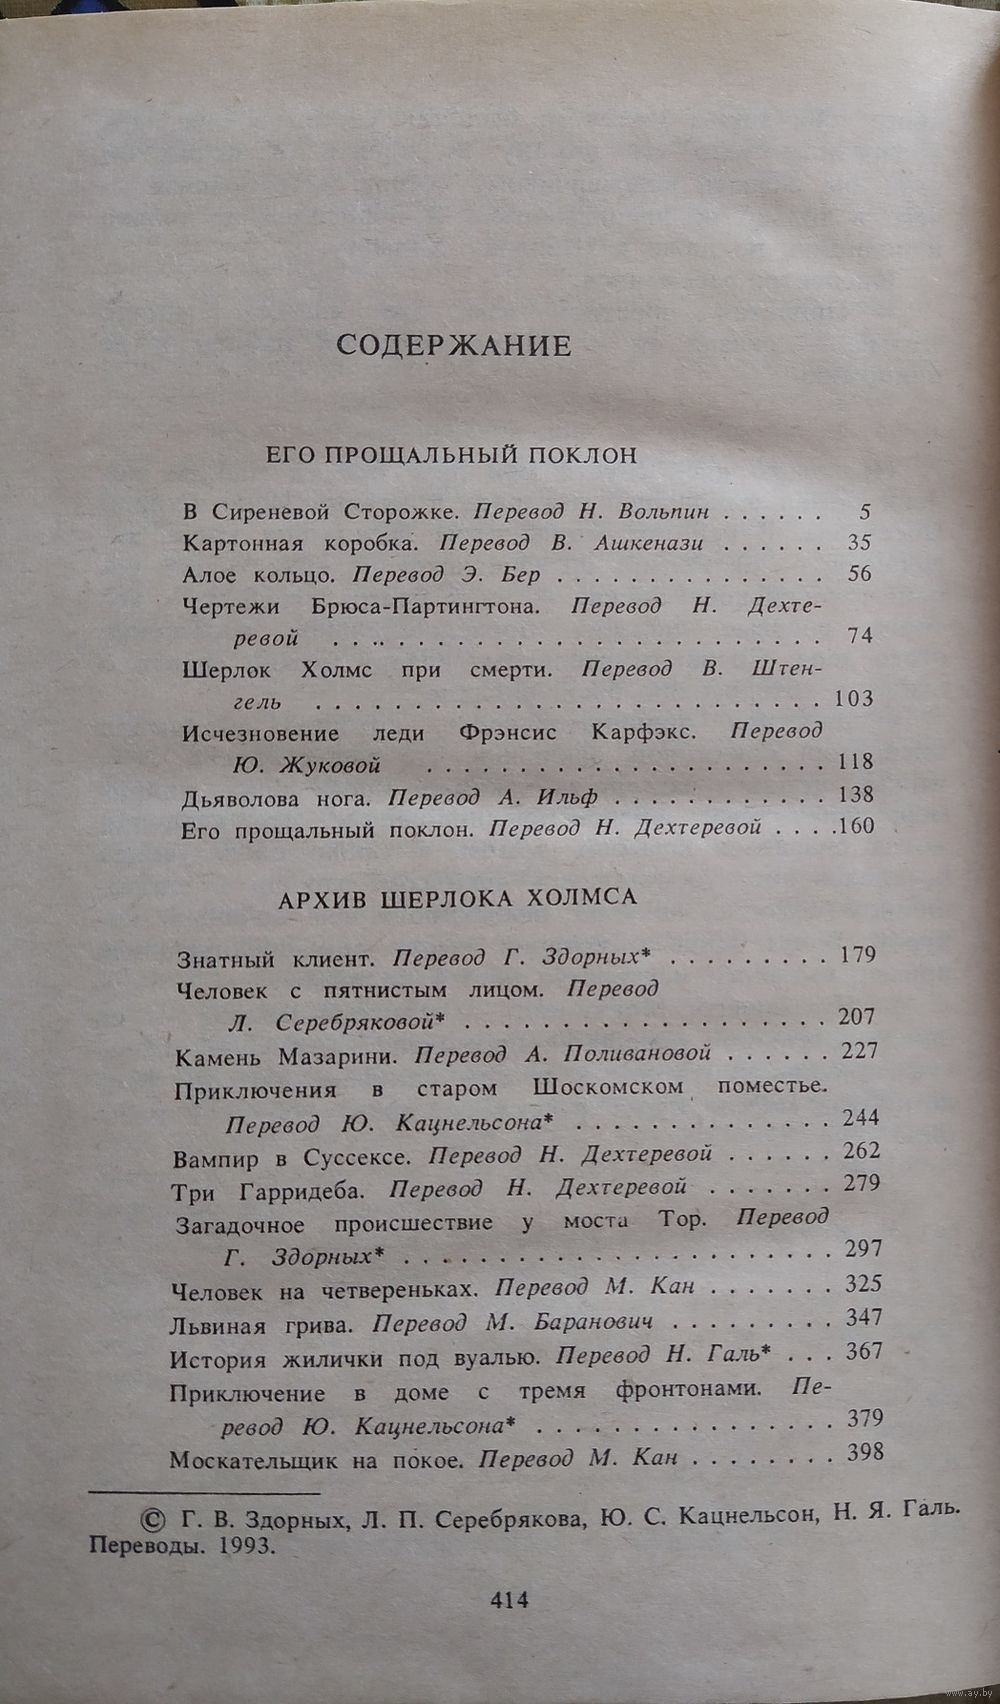 СОДЕРЖАНИЕ
ЕГО ПРОЩАЛЬНЫЙ ПОКЛОН
В Сиреневой Сторожке. Перевод Н. Вольпин . . . . . . 5
Картонная коробка. Перевод В. Ашкенази . . . . . . 35
Алое кольцо. Перевод Э. Бер . . . . . . . . . . . . . . . . 56
Чертежи Брюса-Партингтона. Перевод Н. Дехте-
ревой . . . . . . . . . . . . . . . . . . . . . . . . . . . . 74
Шерлок Холмс при смерти. Перевод В. Штен-
гель . . . . . . . . . . . . . . . . . . . . . . . . . . . . . 103
Исчезновение леди Фрэнсис Карфэкс. Перевод
Ю. Жуковой . . . . . . . . . . . . . . . . . . . . . . . 118
Дьяволова нога. Перевод А. Ильф . . . . . . . . . . . . 138
Его прощальный поклон. Перевод Н. Дехтеревой . . . .160
АРХИВ ШЕРЛОКА ХОЛМСА
Знатный клиент. Перевод Г. Здорных* . . . . . . . . . 179
Человек с пятнистым лицом. Перевод
Л. Серебряковой* . . . . . . . . . . . . . . . . . . . . 207
Камень Мазарини. Перевод А. Поливановой . . . . . . 227
Приключения в старом Шоскомском поместье.
Перевод Ю. Кацнельсона* . . . . . . . . . . . . . . 244
Вампир в Суссексе. Перевод Н. Дехтеревой . . . . . . 262
Три Гарридеба. Перевод Н. Дехтеревой . . . . . . . 279
Загадочное происшествие у моста Тор. Перевод
Г. Здорных* . . . . . . . . . . . . . . . . . . . . . . . 297
Человек на четвереньках. Перевод М. Кан . . . . . . . 325
Львиная грива. Перевод М. Баранович . . . . . . . . . 347
История жилички под вуалью. Перевод Н. Галь* . . . 367
Приключение в доме с тремя фронтонами. Пе-
ревод Ю. Кацнельсона* . . . . . . . . . . . . . . . . 379
Москательщик на покое. Перевод М. Кан . . . . . . . . 398
© Г. В. Здорных, Л. П. Серебрякова, Ю. С. Кацнельсон, Н. Я. Галь.
Переводы. 1993.
414
www.ay.by